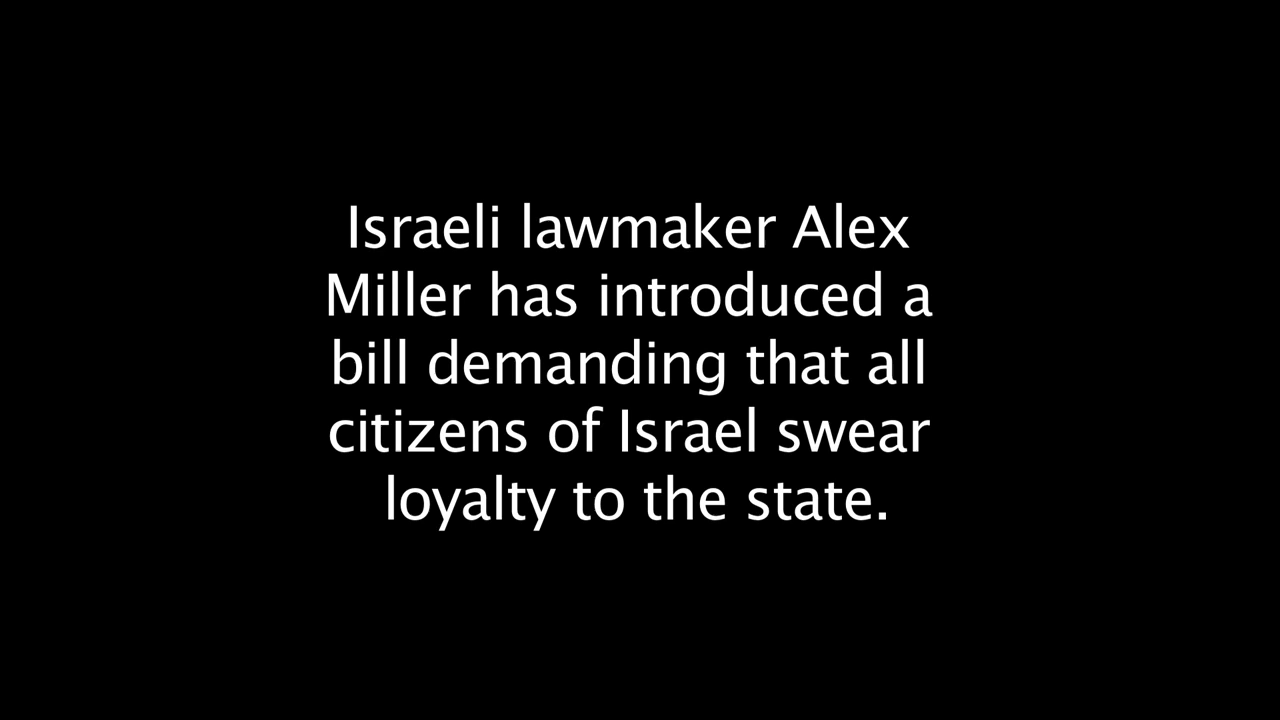 Israeli lawmaker Alex
Miller has introduced a
bill demanding that all
citizens of Israel swear
loyalty to the state.